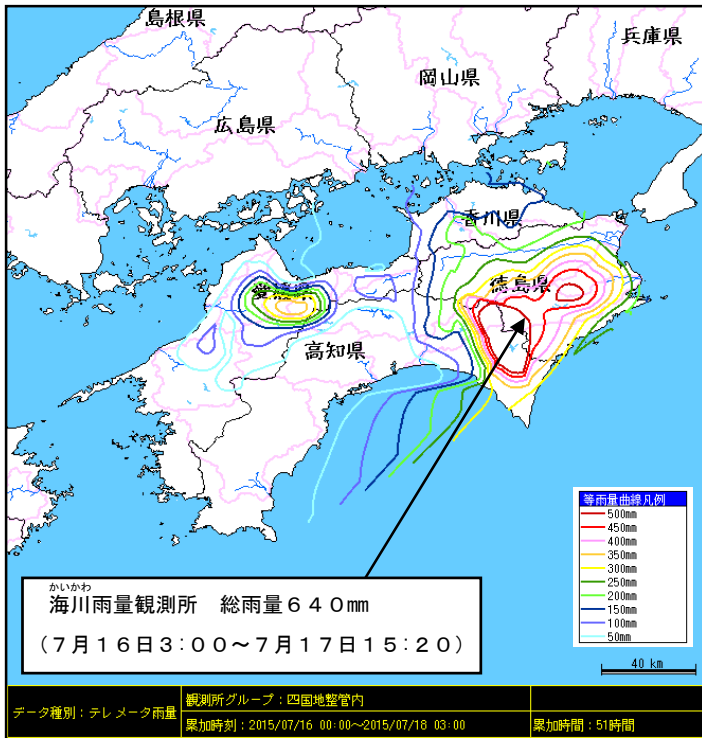 島根県
兵庫県
岡山県
広島県
香川県
徳島県
高知県
等雨量曲線凡例
500mm
450mm
400mm
350mm
300mm
250mm
200mm
150mm
100mm
50mm
かいかわ
海川雨量観測所 総雨量640mm
(7月16日3:00~7月17日15:20)
40 km
データ種別:テレメータ雨量
観測所グループ:四国地整管内
累加時刻:2015/07/16 00:00~2015/07/18 03:00
累加時間:51時間